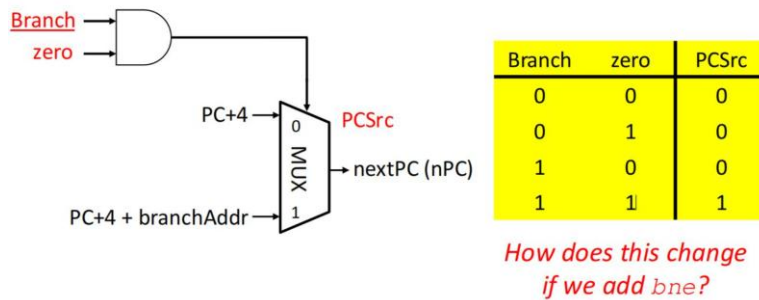 Branch
zero
PC+4
0
PCSrc
MUX
nextPC (nPC)
PC+4 + branchAddr
1
Branch zero PCSrc
0 0 0
0 1 0
1 0 0
1 1 1
How does this change
if we add bne?